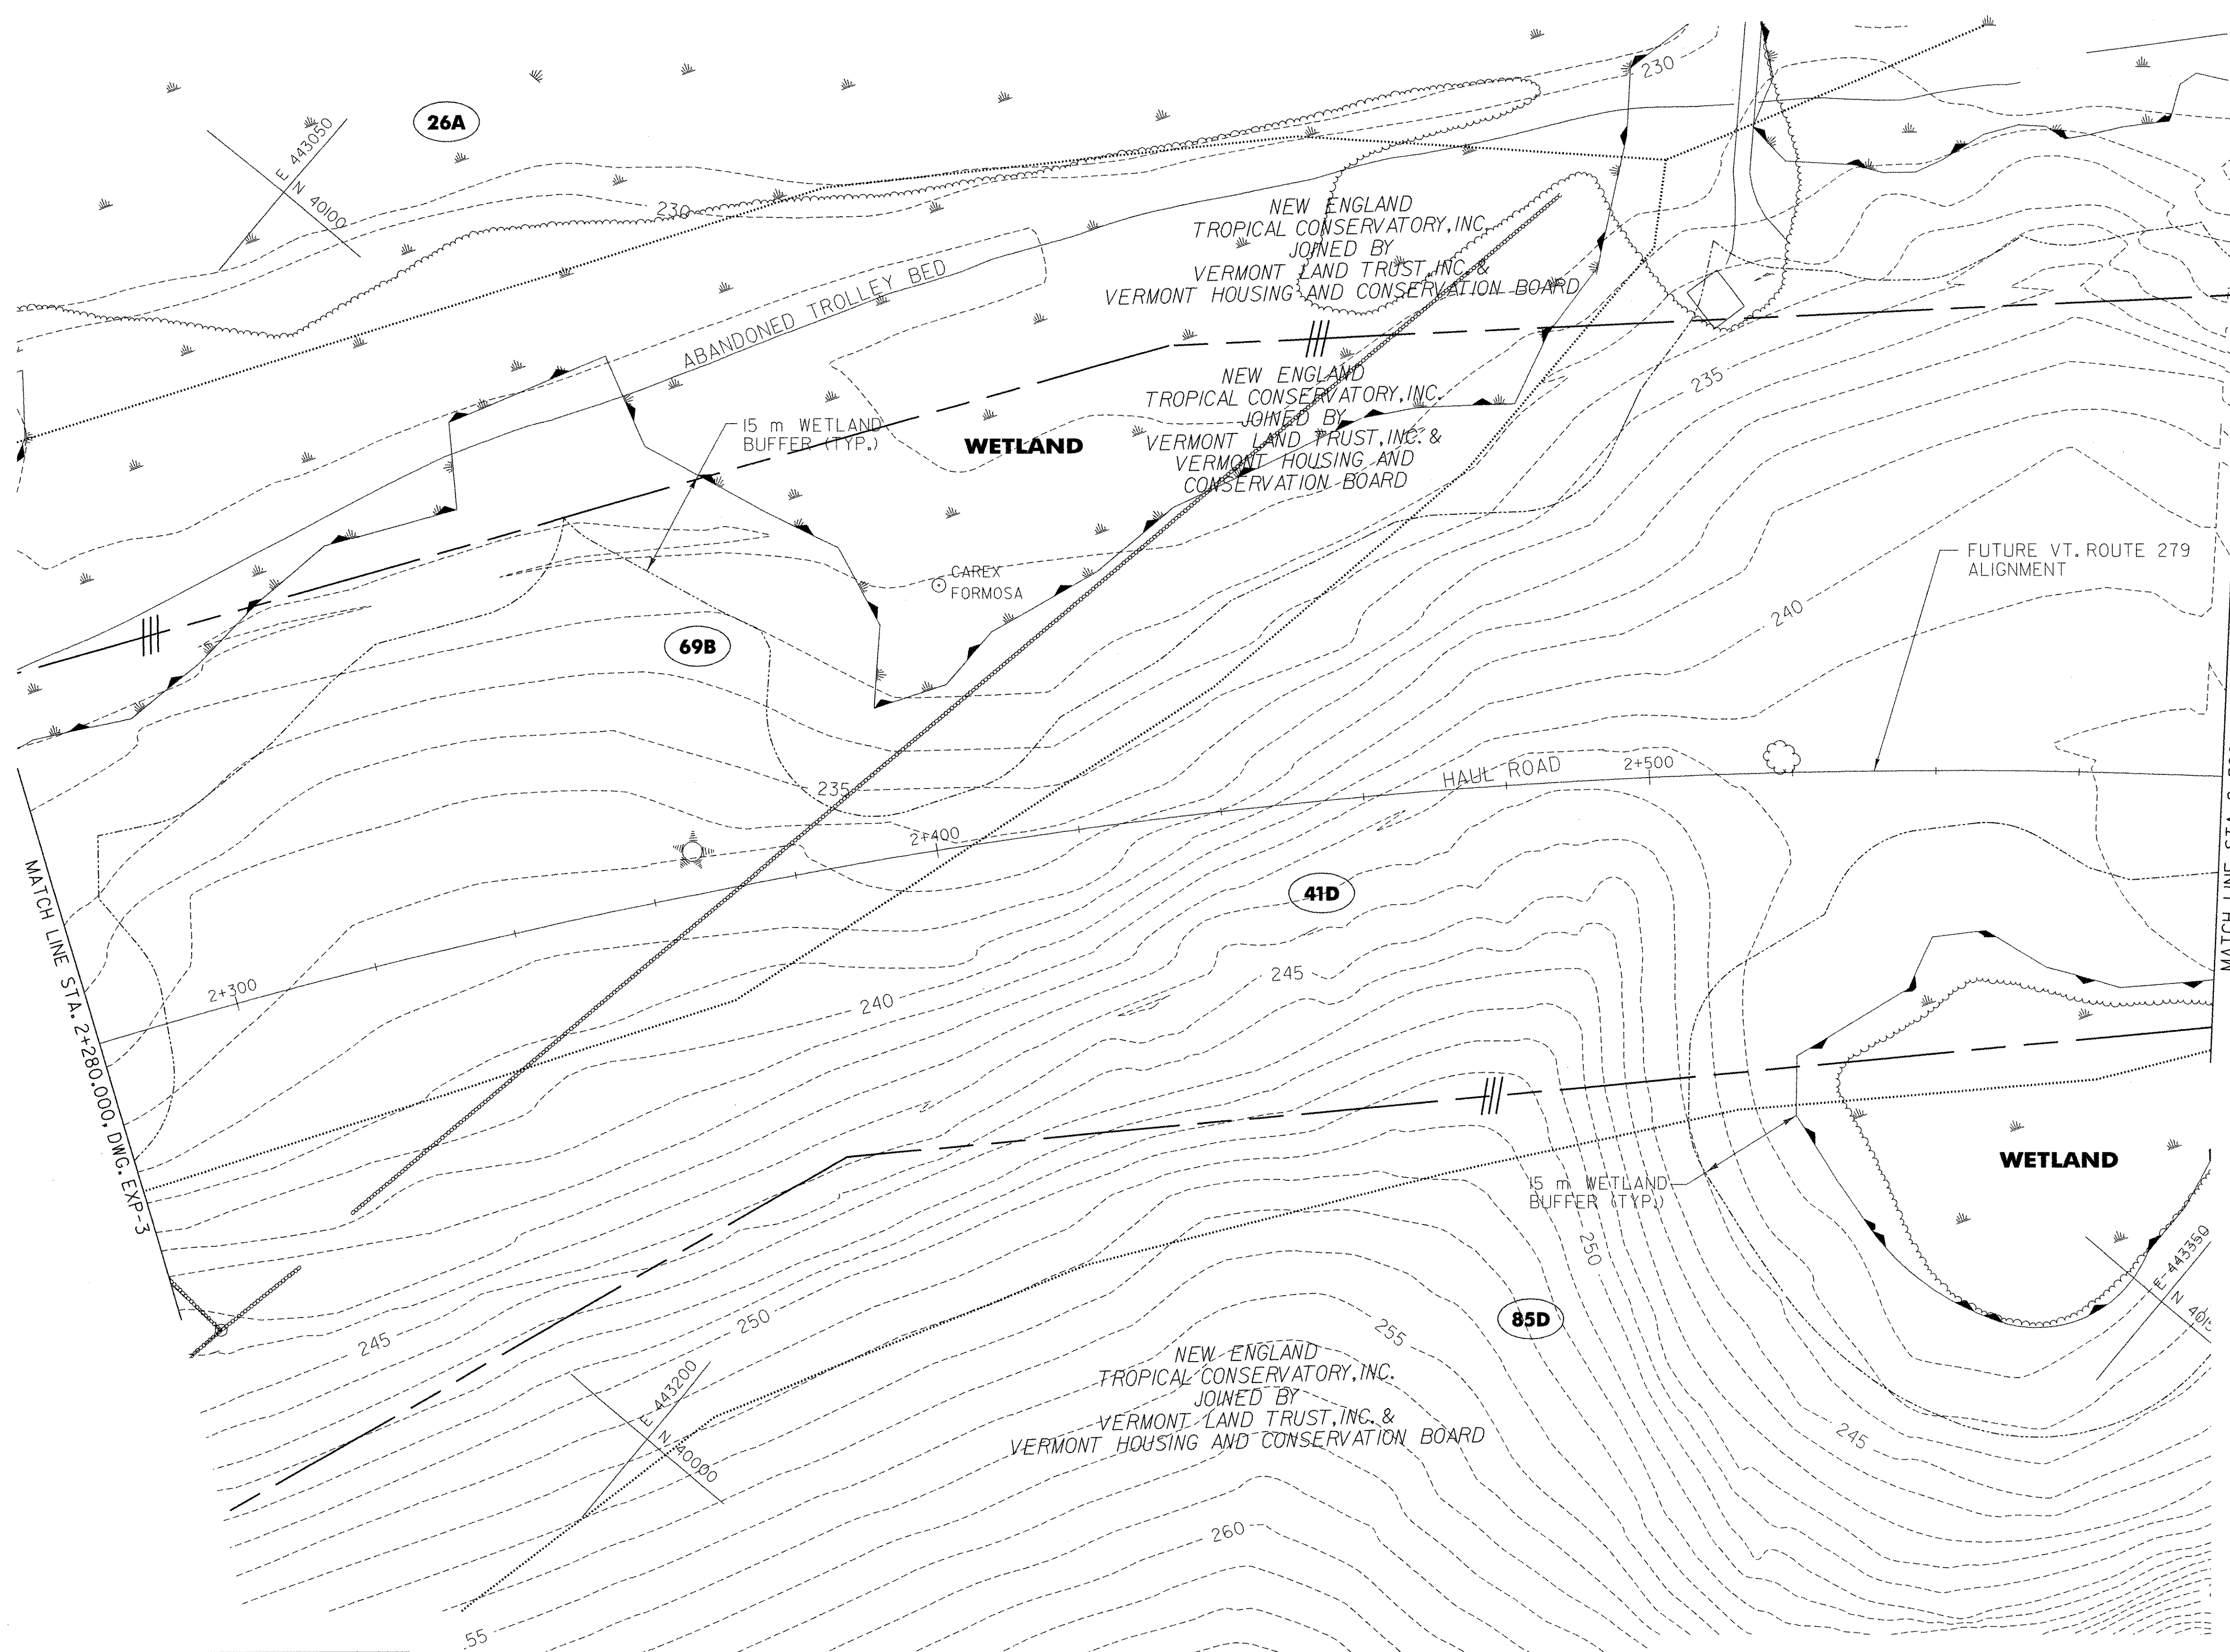 230
26A
E 443050
N 40100
230
NEW ENGLAND
TROPICAL CONSERVATORY, INC.
JOINED BY
VERMONT LAND TRUST, INC. &
VERMONT HOUSING AND CONSERVATION BOARD
ABANDONED TROLLEY BED
NEW ENGLAND
TROPICAL CONSERVATORY, INC.
JOINED BY
VERMONT LAND TRUST, INC. &
VERMONT HOUSING AND
CONSERVATION BOARD
235
15 m WETLAND
BUFFER (TYP.)
WETLAND
FUTURE VT. ROUTE 279
ALIGNMENT
CAREX
FORMOSA
240
69B
HAUL ROAD
2+500
235
2+400
41D
MATCH LINE STA. 2+280.000, DWG. EXP-3
2+300
245
240
MATCH LINE STA.
WETLAND
15 m WETLAND
BUFFER (TYP.)
250
E 443350
N
245
250
255
85D
NEW ENGLAND
TROPICAL CONSERVATORY, INC.
JOINED BY
VERMONT LAND TRUST, INC. &
VERMONT HOUSING AND CONSERVATION BOARD
E 443200
N 40000
245
260
55